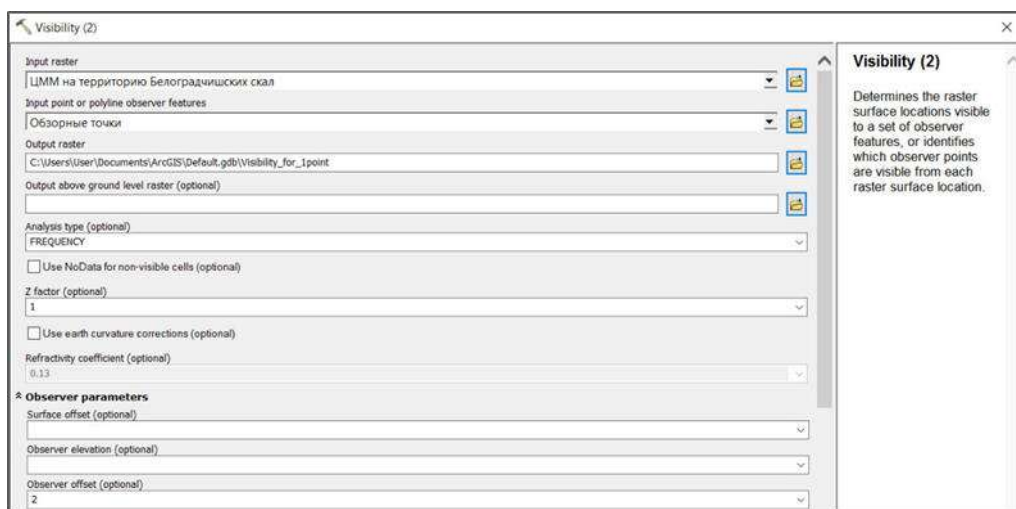 Visibility (2)
Input raster
ЦММ на территорию Белоградчишских скал
Input point or polyline observer features
Обзорные точки
Output raster
C:\Users\User\Documents\ArcGIS\Default.gdb\Visibility_for_1point
Output above ground level raster (optional)
Analysis type (optional)
FREQUENCY
Use NoData for non-visible cells (optional)
Z factor (optional)
1
Use earth curvature corrections (optional)
Refractivity coefficient (optional)
0.13
Observer parameters
Surface offset (optional)
Observer elevation (optional)
Observer offset (optional)
2
Visibility (2)
Determines the raster
surface locations visible
to a set of observer
features, or identifies
which observer points
are visible from each
raster surface location.